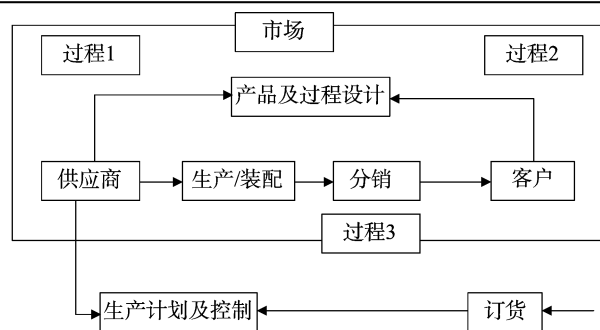 市场
过程1
过程2
产品及过程设计
供应商
生产/装配
分销
客户
过程3
生产计划及控制
订货